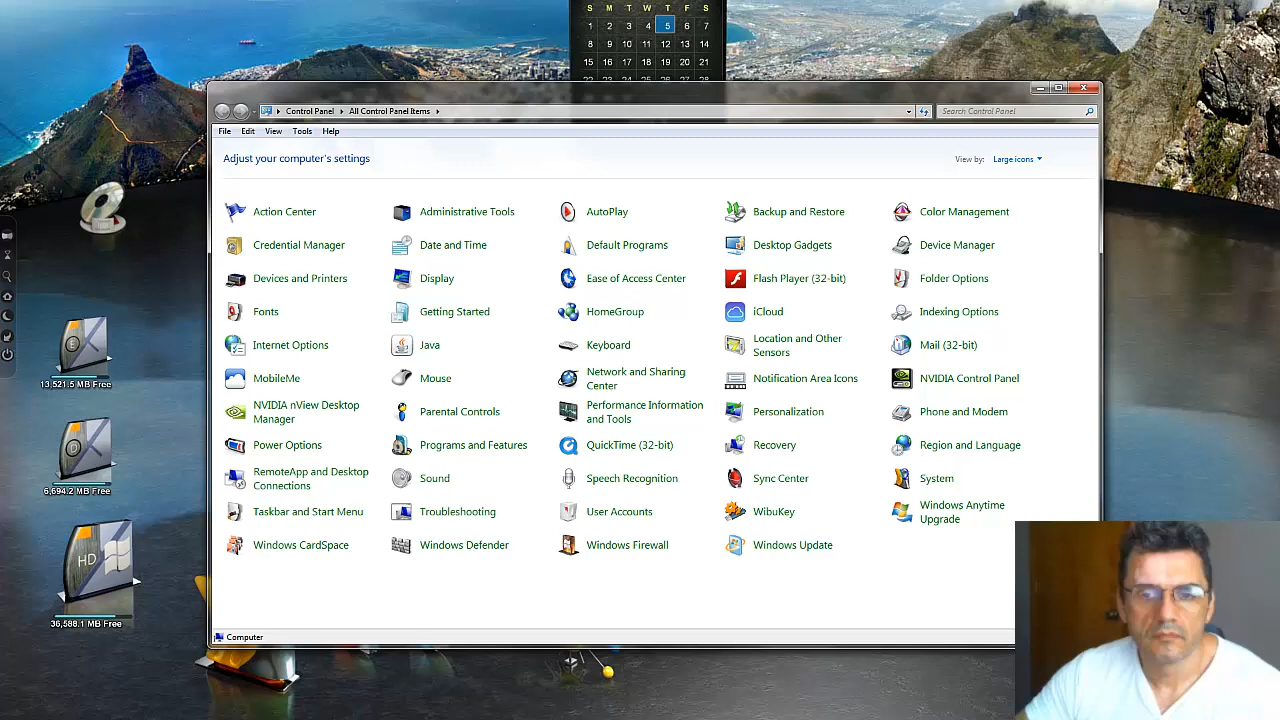 S M T W T F S
1 2 3 4 5 6 7
8 9 10 11 12 13 14
15 16 17 18 19 20 21
Control Panel All Control Panel Items
Search Control Panel
File Edit View Tools Help
Adjust your computer's settings
View by: Large icons
Action Center
Administrative Tools
AutoPlay
Backup and Restore
Color Management
Credential Manager
Date and Time
Default Programs
Desktop Gadgets
Device Manager
Devices and Printers
Display
Ease of Access Center
Flash Player (32-bit)
Folder Options
Fonts
Getting Started
HomeGroup
iCloud
Indexing Options
Internet Options
Java
Keyboard
Location and Other
Sensors
Mail (32-bit)
MobileMe
Mouse
Network and Sharing
Center
Notification Area Icons
NVIDIA Control Panel
NVIDIA nView Desktop
Manager
Parental Controls
Performance Information
and Tools
Personalization
Phone and Modem
Power Options
Programs and Features
QuickTime (32-bit)
Recovery
Region and Language
RemoteApp and Desktop
Connections
Sound
Speech Recognition
Sync Center
System
Taskbar and Start Menu
Troubleshooting
User Accounts
WibuKey
Windows Anytime
Upgrade
Windows CardSpace
Windows Defender
Windows Firewall
Windows Update
Computer
E
13,521.5 MB Free
D
6,694.2 MB Free
HD
36,588.1 MB Free